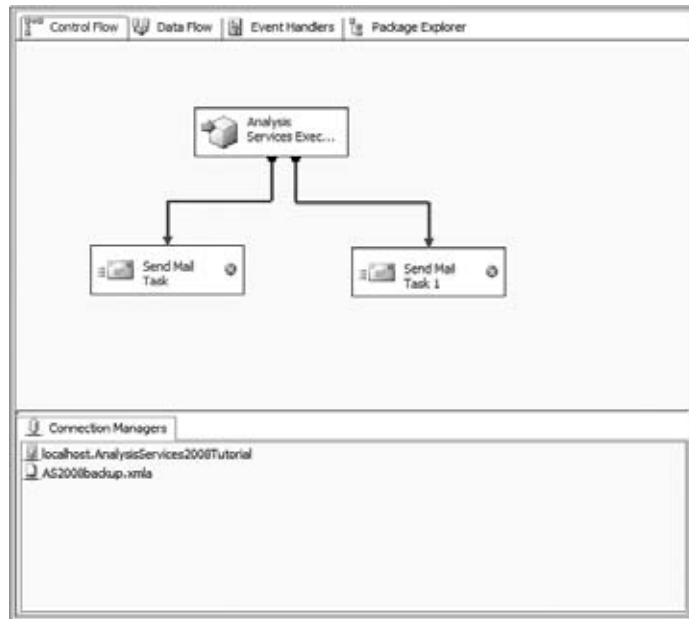 Control Flow Data Flow Event Handlers Package Explorer
Analysis
Services Exec...
Send Mail
Task
Send Mail
Task 1
Connection Managers
localhost.AnalysisServices2008Tutorial
AS2008backup.xmla